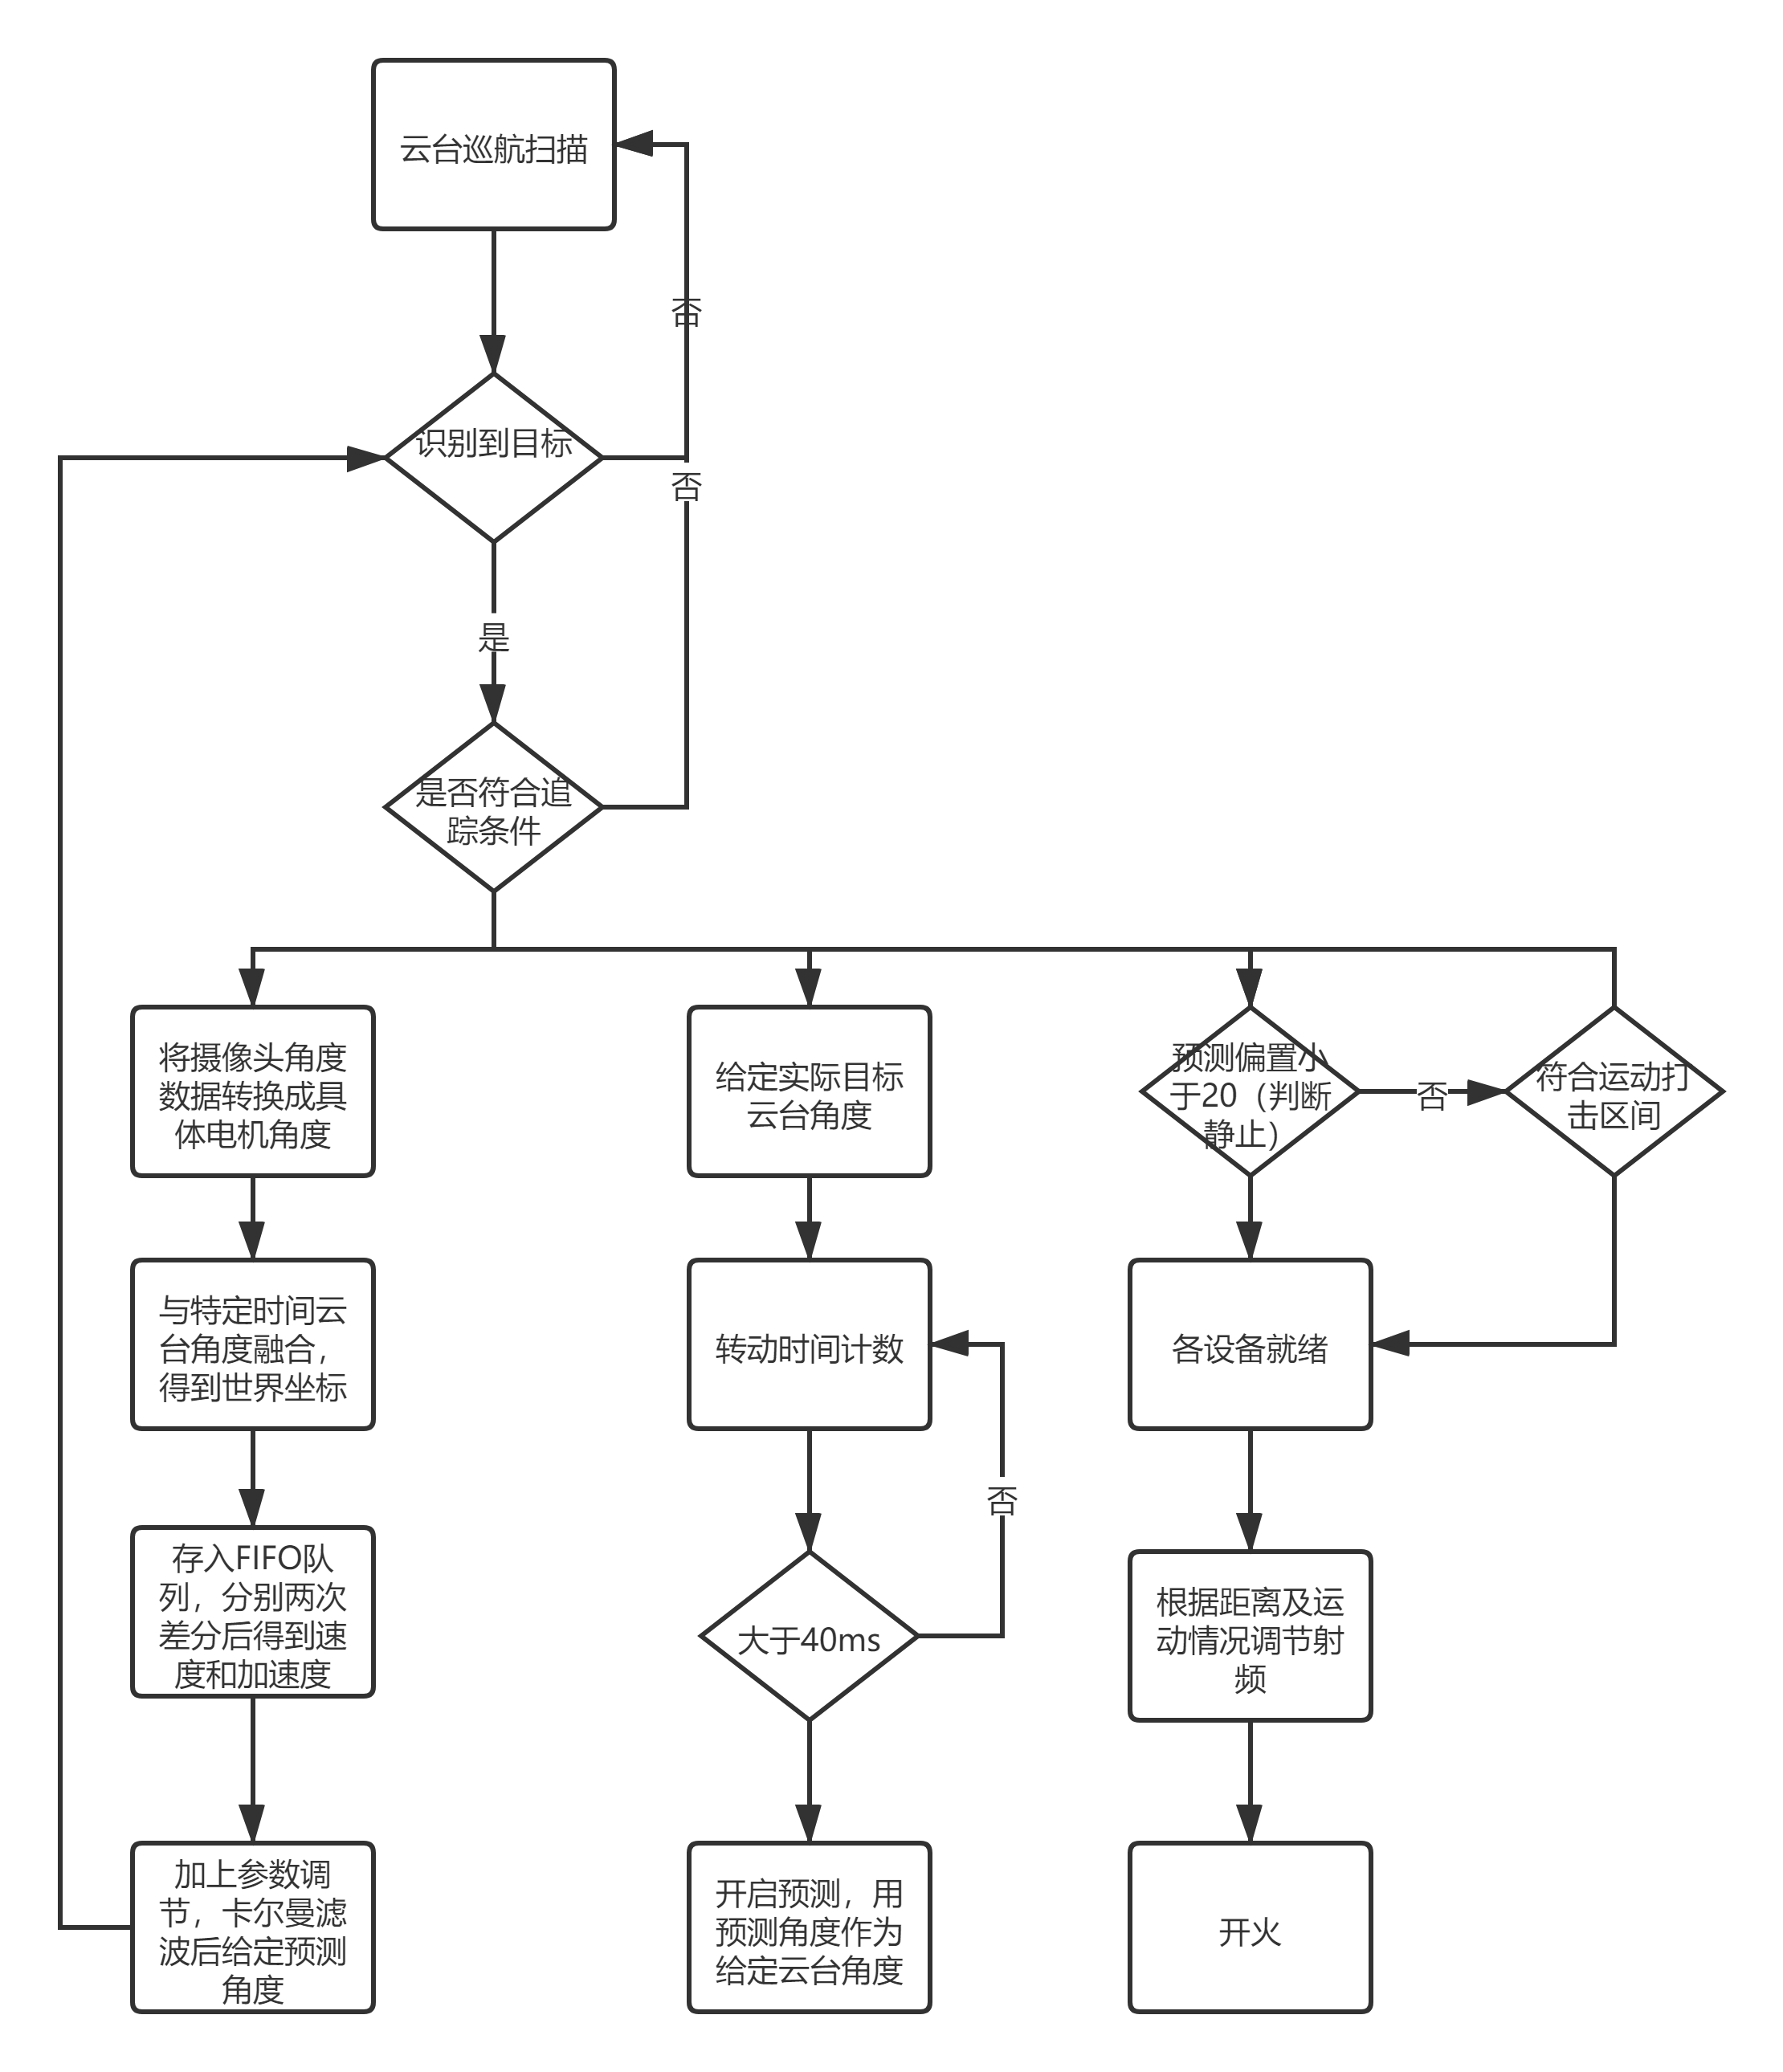 云台巡航扫描
否
识别到目标
否
是
是否符合追
踪条件
将摄像头角度
数据转换成具
体电机角度
给定实际目标
云台角度
预测偏置小
于20（判断
静止）
否
符合运动打
击区间
与特定时间云
台角度融合，
得到世界坐标
转动时间计数
各设备就绪
否
存入FIFO队
列，分别两次
差分后得到速
度和加速度
大于40ms
根据距离及运
动情况调节射
频
加上参数调
节，卡尔曼滤
波后给定预测
角度
开启预测，用
预测角度作为
给定云台角度
开火